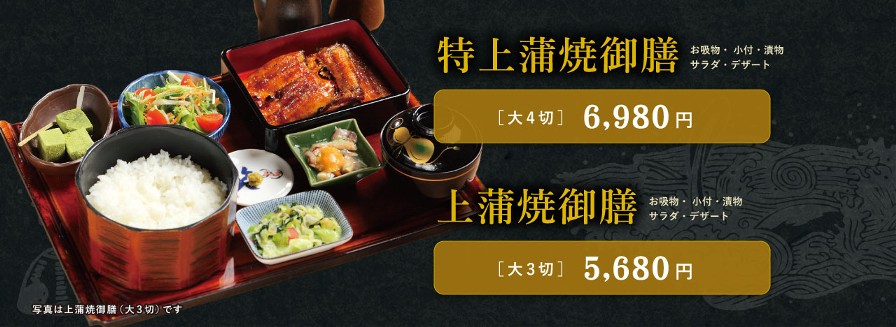 特上蒲焼御膳
お吸物・小付・漬物
サラダ・デザート
[大4切] 6,980円
上蒲焼御膳
お吸物・小付・漬物
サラダ・デザート
[大3切] 5,680円
写真は上蒲焼御膳(大3切)です